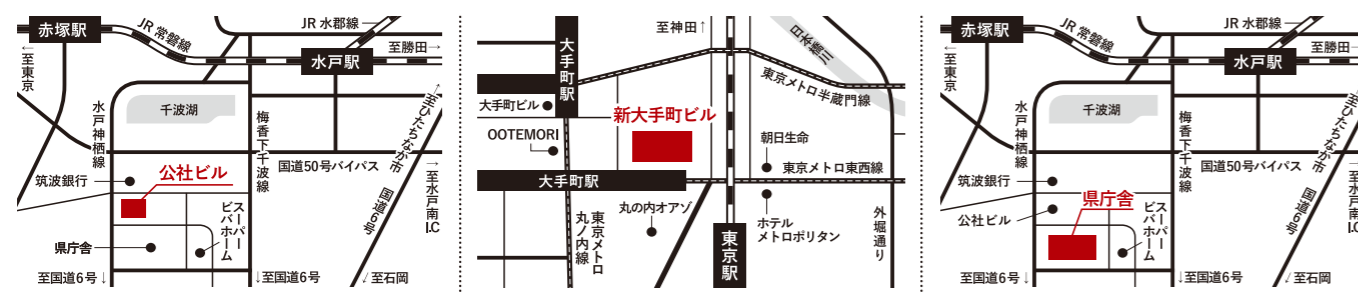 赤塚駅
JR 常磐線
JR 水郡線
至勝田→
水戸駅
←至東京
千波湖
水戸神栖線
梅香下千波線
←至ひたちなか市
国道50号バイパス
公社ビル
筑波銀行
スーパー
ビバホーム
国道6号
→至水戸南I.C
県庁舎
至国道6号↓
↓至国道6号
↙至石岡
至神田↑
日本橋川
大手町駅
東京メトロ半蔵門線
大手町ビル
新大手町ビル
OOTEMORI
朝日生命
東京メトロ東西線
大手町駅
丸の内オアゾ
ホテル
メトロポリタン
東京メトロ
丸ノ内線
東京駅
外堀通り
赤塚駅
JR 常磐線
JR 水郡線
至勝田→
水戸駅
←至東京
千波湖
水戸神栖線
梅香下千波線
至ひたちなか市
国道50号バイパス
筑波銀行
公社ビル
県庁舎
スーパー
ビバホーム
国道6号
→至水戸南I.C
至国道6号↓
↓至国道6号
↙至石岡